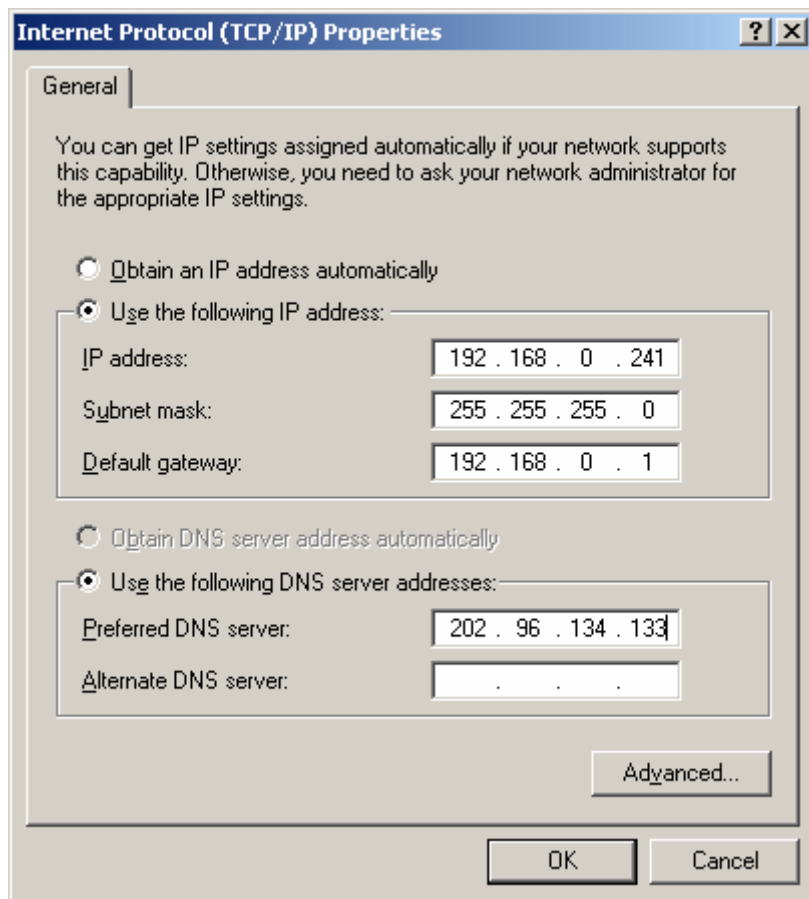 Internet Protocol (TCP/IP) Properties
General
You can get IP settings assigned automatically if your network supports
this capability. Otherwise, you need to ask your network administrator for
the appropriate IP settings.
Obtain an IP address automatically
Use the following IP address:
IP address: 192 . 168 . 0 . 241
Subnet mask: 255 . 255 . 255 . 0
Default gateway: 192 . 168 . 0 . 1
Obtain DNS server address automatically
Use the following DNS server addresses:
Preferred DNS server: 202 . 96 . 134 . 133
Alternate DNS server: . . .
Advanced...
OK Cancel